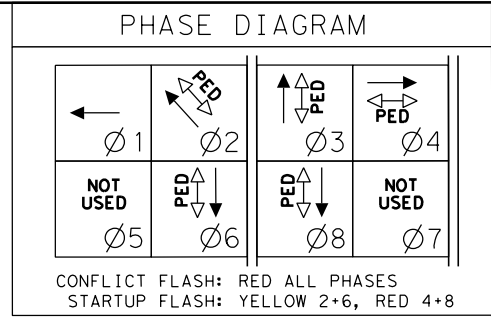 PHASE DIAGRAM
Ø1
PED
Ø2
PED
Ø3
PED
Ø4
NOT
USED
Ø5
PED
Ø6
PED
Ø8
NOT
USED
Ø7
CONFLICT FLASH: RED ALL PHASES
STARTUP FLASH: YELLOW 2+6, RED 4+8